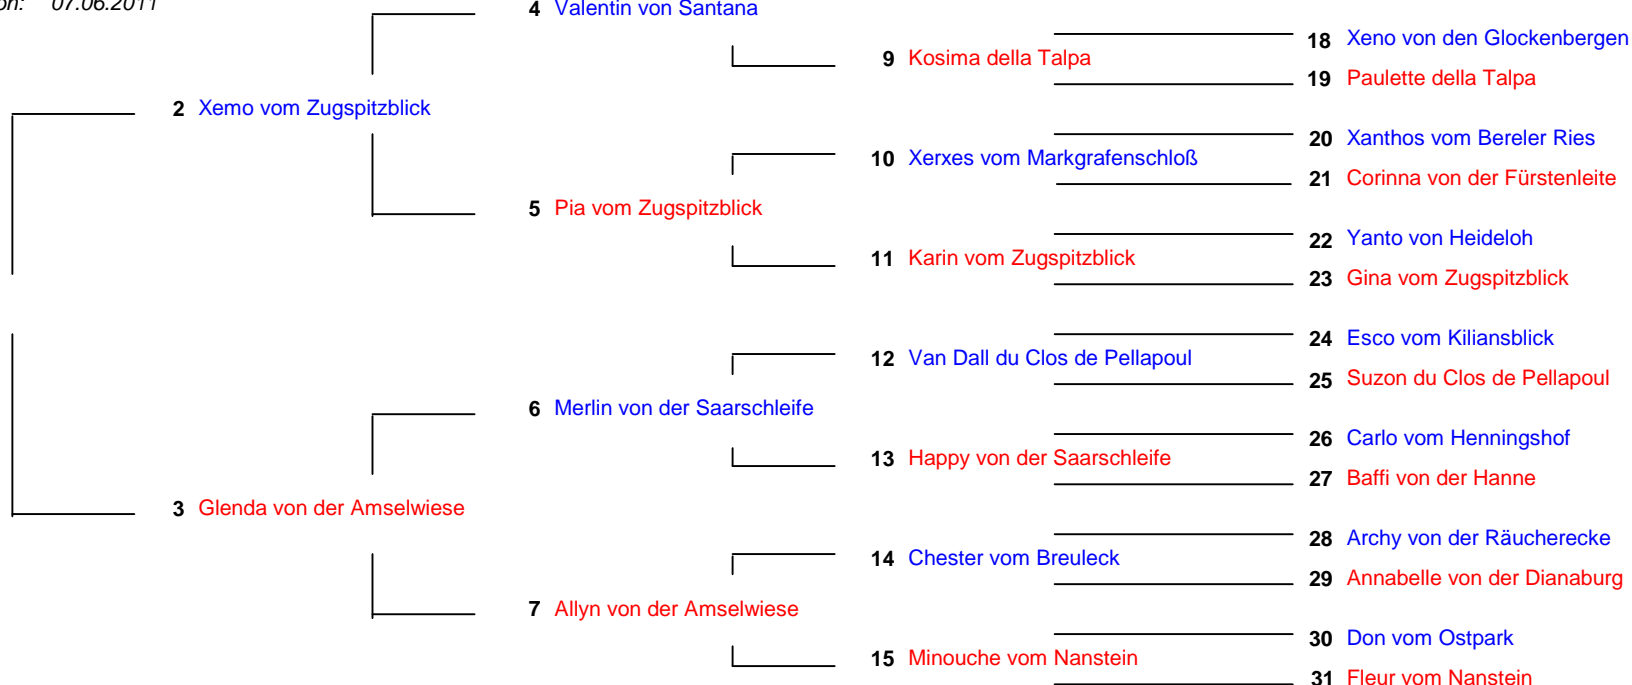 on: 07.06.2011
4 Valentin von Santana
18 Xeno von den Glockenbergen
9 Kosima della Talpa
19 Paulette della Talpa
2 Xemo vom Zugspitzblick
20 Xanthos vom Bereler Ries
10 Xerxes vom Markgrafenschloß
21 Corinna von der Fürstenleite
5 Pia vom Zugspitzblick
22 Yanto von Heideloh
11 Karin vom Zugspitzblick
23 Gina vom Zugspitzblick
24 Esco vom Kiliansblick
12 Van Dall du Clos de Pellapoul
25 Suzon du Clos de Pellapoul
6 Merlin von der Saarschleife
26 Carlo vom Henningshof
13 Happy von der Saarschleife
27 Baffi von der Hanne
3 Glenda von der Amselwiese
28 Archy von der Räucherecke
14 Chester vom Breuleck
29 Annabelle von der Dianaburg
7 Allyn von der Amselwiese
30 Don vom Ostpark
15 Minouche vom Nanstein
31 Fleur vom Nanstein